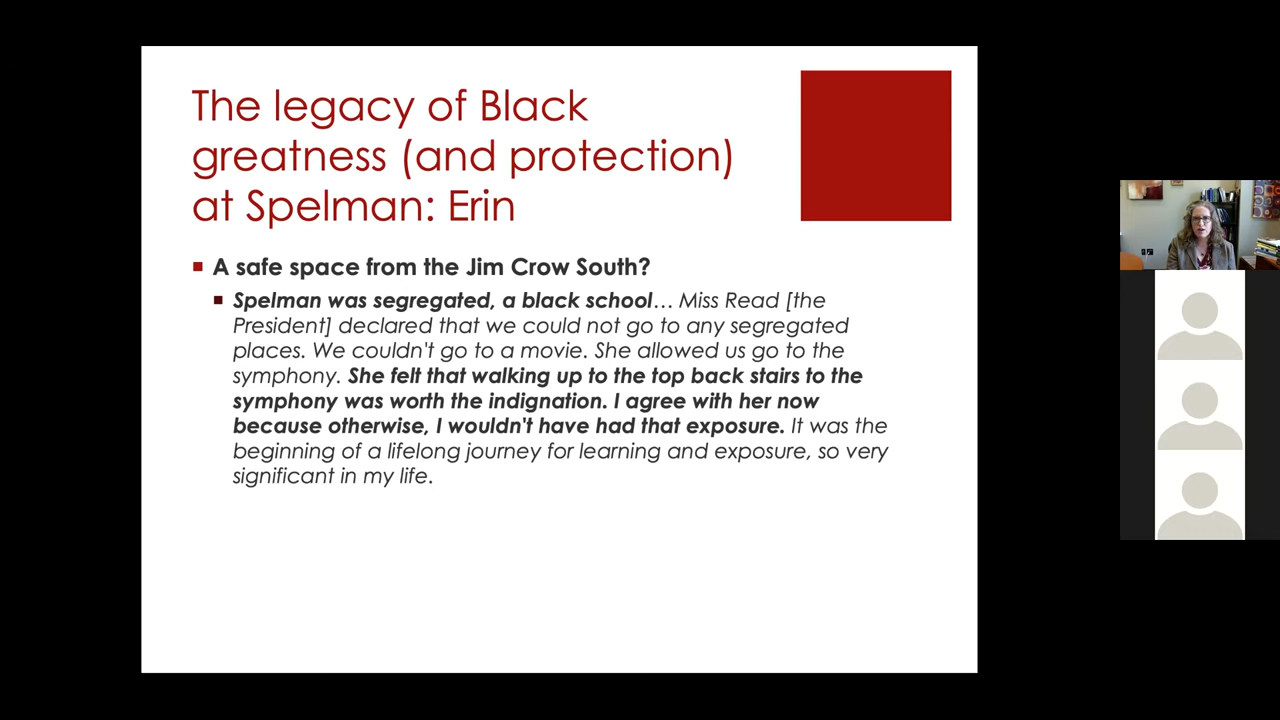 The legacy of Black
greatness (and protection)
at Spelman: Erin
A safe space from the Jim Crow South?
Spelman was segregated, a black school… Miss Read [the
President] declared that we could not go to any segregated
places. We couldn't go to a movie. She allowed us go to the
symphony. She felt that walking up to the top back stairs to the
symphony was worth the indignation. I agree with her now
because otherwise, I wouldn't have had that exposure. It was the
beginning of a lifelong journey for learning and exposure, so very
significant in my life.